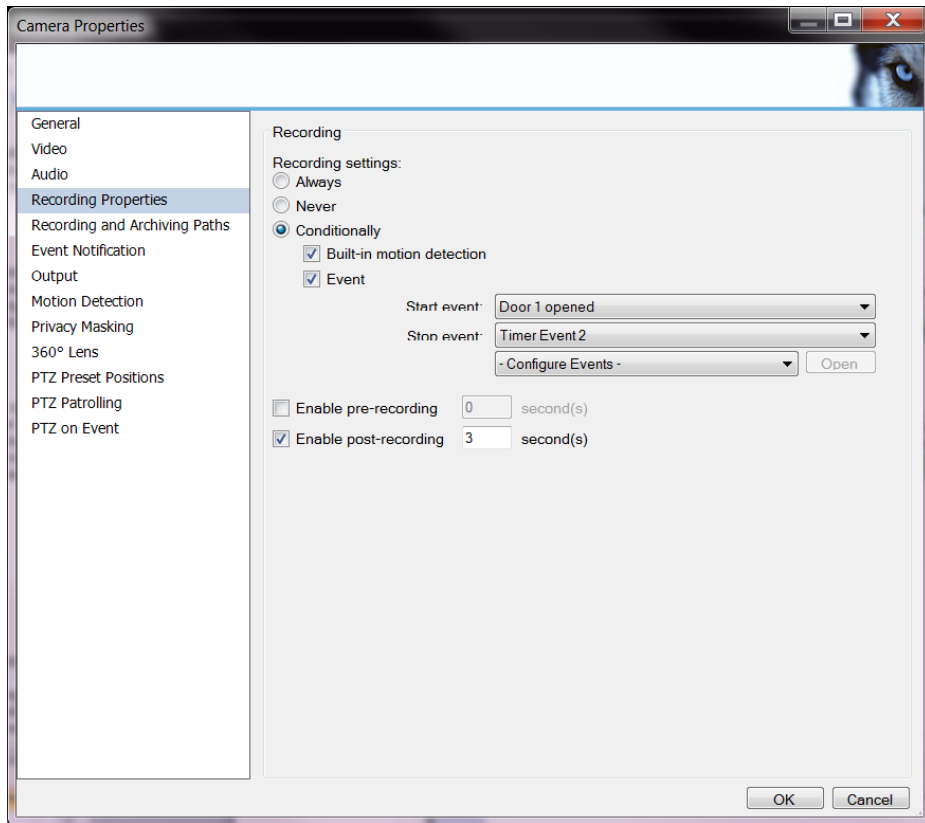 Camera Properties
General
Video
Audio
Recording Properties
Recording and Archiving Paths
Event Notification
Output
Motion Detection
Privacy Masking
360° Lens
PTZ Preset Positions
PTZ Patrolling
PTZ on Event
Recording
Recording settings:
Always
Never
Conditionally
Built-in motion detection
Event
Start event: Door 1 opened
Stop event: Timer Event 2
- Configure Events - Open
Enable pre-recording 0 second(s)
Enable post-recording 3 second(s)
OK Cancel